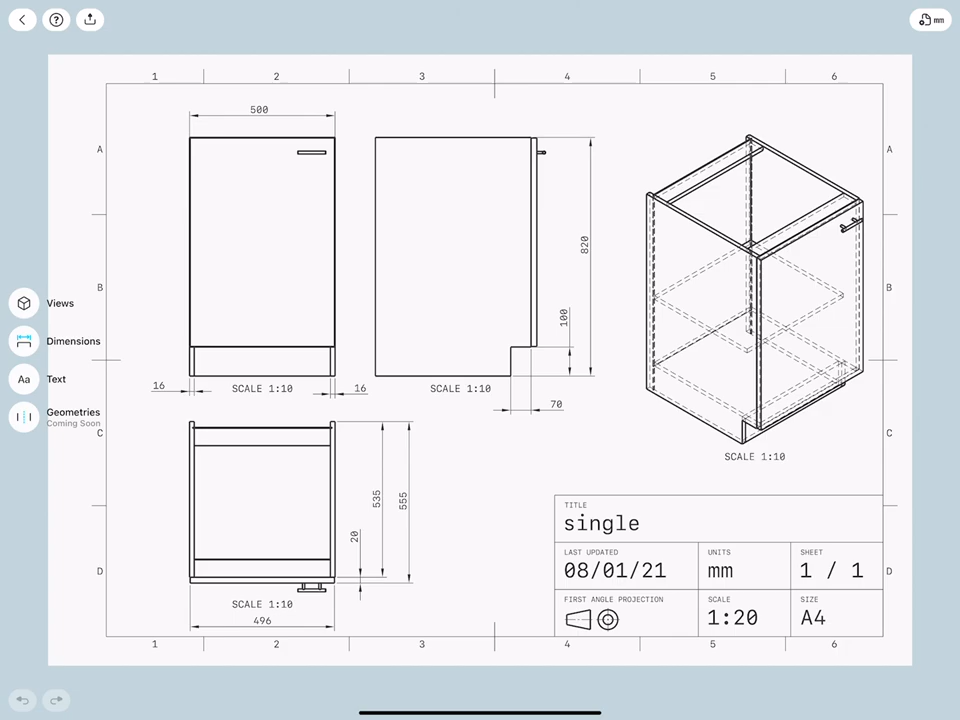 ? mm
1 2 3 4 5 6
500
A A
820
B B
Views
100
Dimensions
Text
Aa
16 SCALE 1:10 16 SCALE 1:10
70
Geometries
Coming Soon
C C
SCALE 1:10
535 555
20
TITLE
single
LAST UPDATED UNITS SHEET
08/01/21 mm 1 / 1
D D
FIRST ANGLE PROJECTION SCALE SIZE
1:20 A4
SCALE 1:10
496
1 2 3 4 5 6